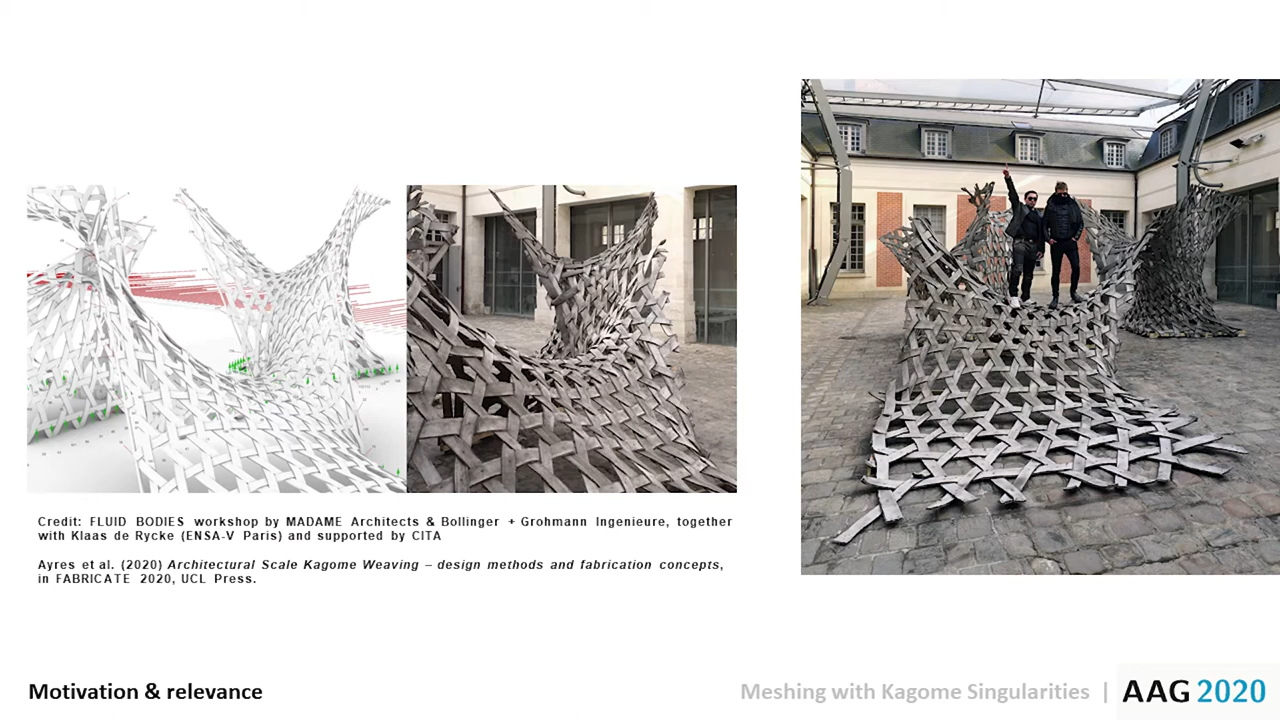 Credit: FLUID BODIES workshop by MADAME Architects & Bollinger + Grohmann Ingenieure, together
with Klaas de Rycke (ENSA-V Paris) and supported by CITA
Ayres et al. (2020) Architectural Scale Kagome Weaving – design methods and fabrication concepts,
in FABRICATE 2020, UCL Press.
Motivation & relevance
Meshing with Kagome Singularities | AAG 2020